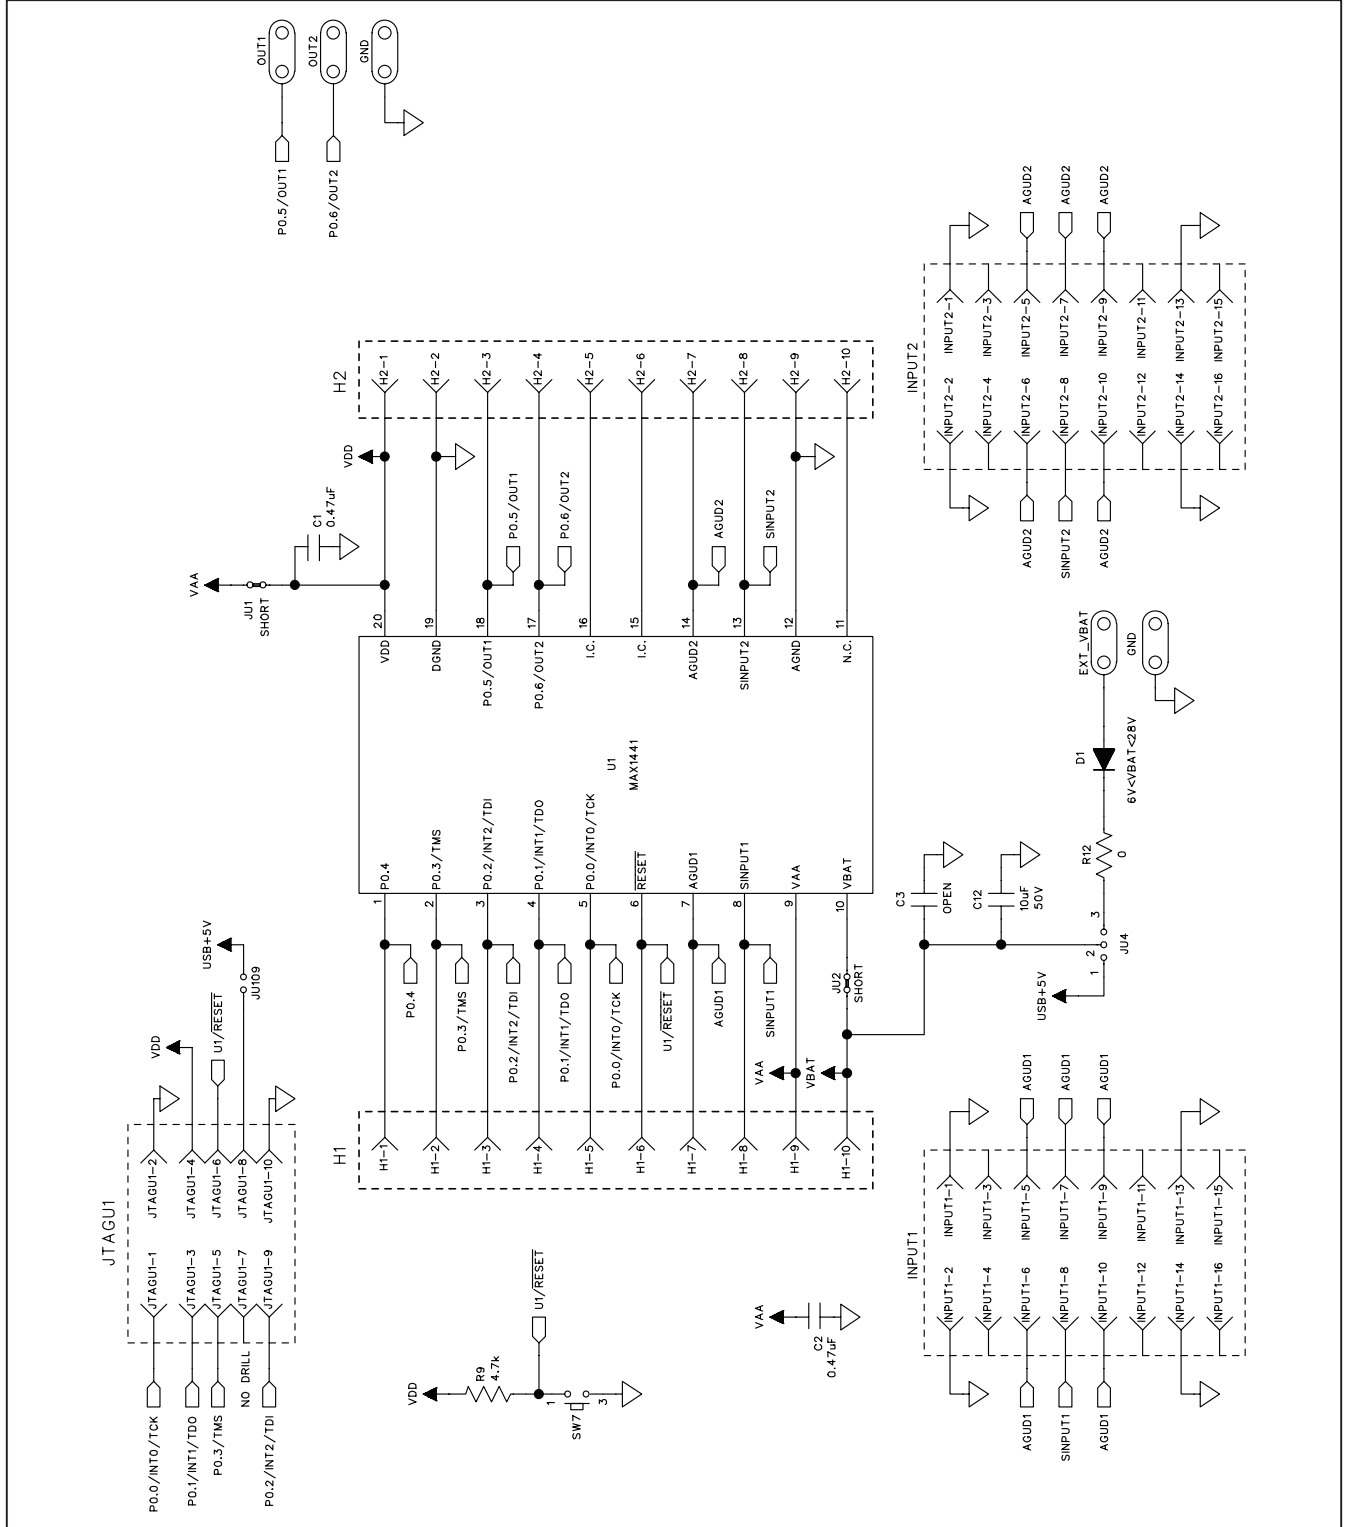 OUT1
OUT2
GND
P0.5/OUT1
P0.6/OUT2
H2
H2-1
H2-2
H2-3
H2-4
H2-5
H2-6
H2-7
H2-8
H2-9
H2-10
VDD
C1
0.47uF
VAA
JU1
SHORT
P0.5/OUT1
P0.6/OUT2
AGUD2
SINPUT2
20
19
18
17
16
15
14
13
12
11
VDD
DGND
P0.5/OUT1
P0.6/OUT2
I.C.
I.C.
AGUD2
SINPUT2
AGND
N.C.
U1
MAX1441
P0.4
P0.3/TMS
P0.2/INT2/TDI
P0.1/INT1/TDO
P0.0/INT0/TCK
RESET
AGUD1
SINPUT1
VAA
VBAT
1
2
3
4
5
6
7
8
9
10
P0.4
P0.3/TMS
P0.2/INT2/TDI
P0.1/INT1/TDO
P0.0/INT0/TCK
U1/RESET
AGUD1
SINPUT1
JU2
SHORT
VAA
VBAT
H1
H1-1
H1-2
H1-3
H1-4
H1-5
H1-6
H1-7
H1-8
H1-9
H1-10
INPUT2
AGUD2
AGUD2
AGUD2
INPUT2-1
INPUT2-3
INPUT2-5
INPUT2-7
INPUT2-9
INPUT2-11
INPUT2-13
INPUT2-15
INPUT2-2
INPUT2-4
INPUT2-6
INPUT2-8
INPUT2-10
INPUT2-12
INPUT2-14
INPUT2-16
AGUD2
SINPUT2
AGUD2
EXT_VBAT
GND
D1
6V<VBAT<28V
R12
0
C3
OPEN
C12
10uF
50V
3
2
1
JU4
USB+5V
USB+5V
JU109
U1/RESET
VDD
JTAGU1
JTAGU1-2
JTAGU1-4
JTAGU1-6
JTAGU1-8
JTAGU1-10
JTAGU1-1
JTAGU1-3
JTAGU1-5
JTAGU1-7
JTAGU1-9
P0.0/INT0/TCK
P0.1/INT1/TDO
P0.3/TMS
NO DRILL
P0.2/INT2/TDI
U1/RESET
VDD
R9
4.7k
1
3
SW7
VAA
C2
0.47uF
INPUT1
AGUD1
AGUD1
AGUD1
INPUT1-1
INPUT1-3
INPUT1-5
INPUT1-7
INPUT1-9
INPUT1-11
INPUT1-13
INPUT1-15
INPUT1-2
INPUT1-4
INPUT1-6
INPUT1-8
INPUT1-10
INPUT1-12
INPUT1-14
INPUT1-16
AGUD1
SINPUT1
AGUD1